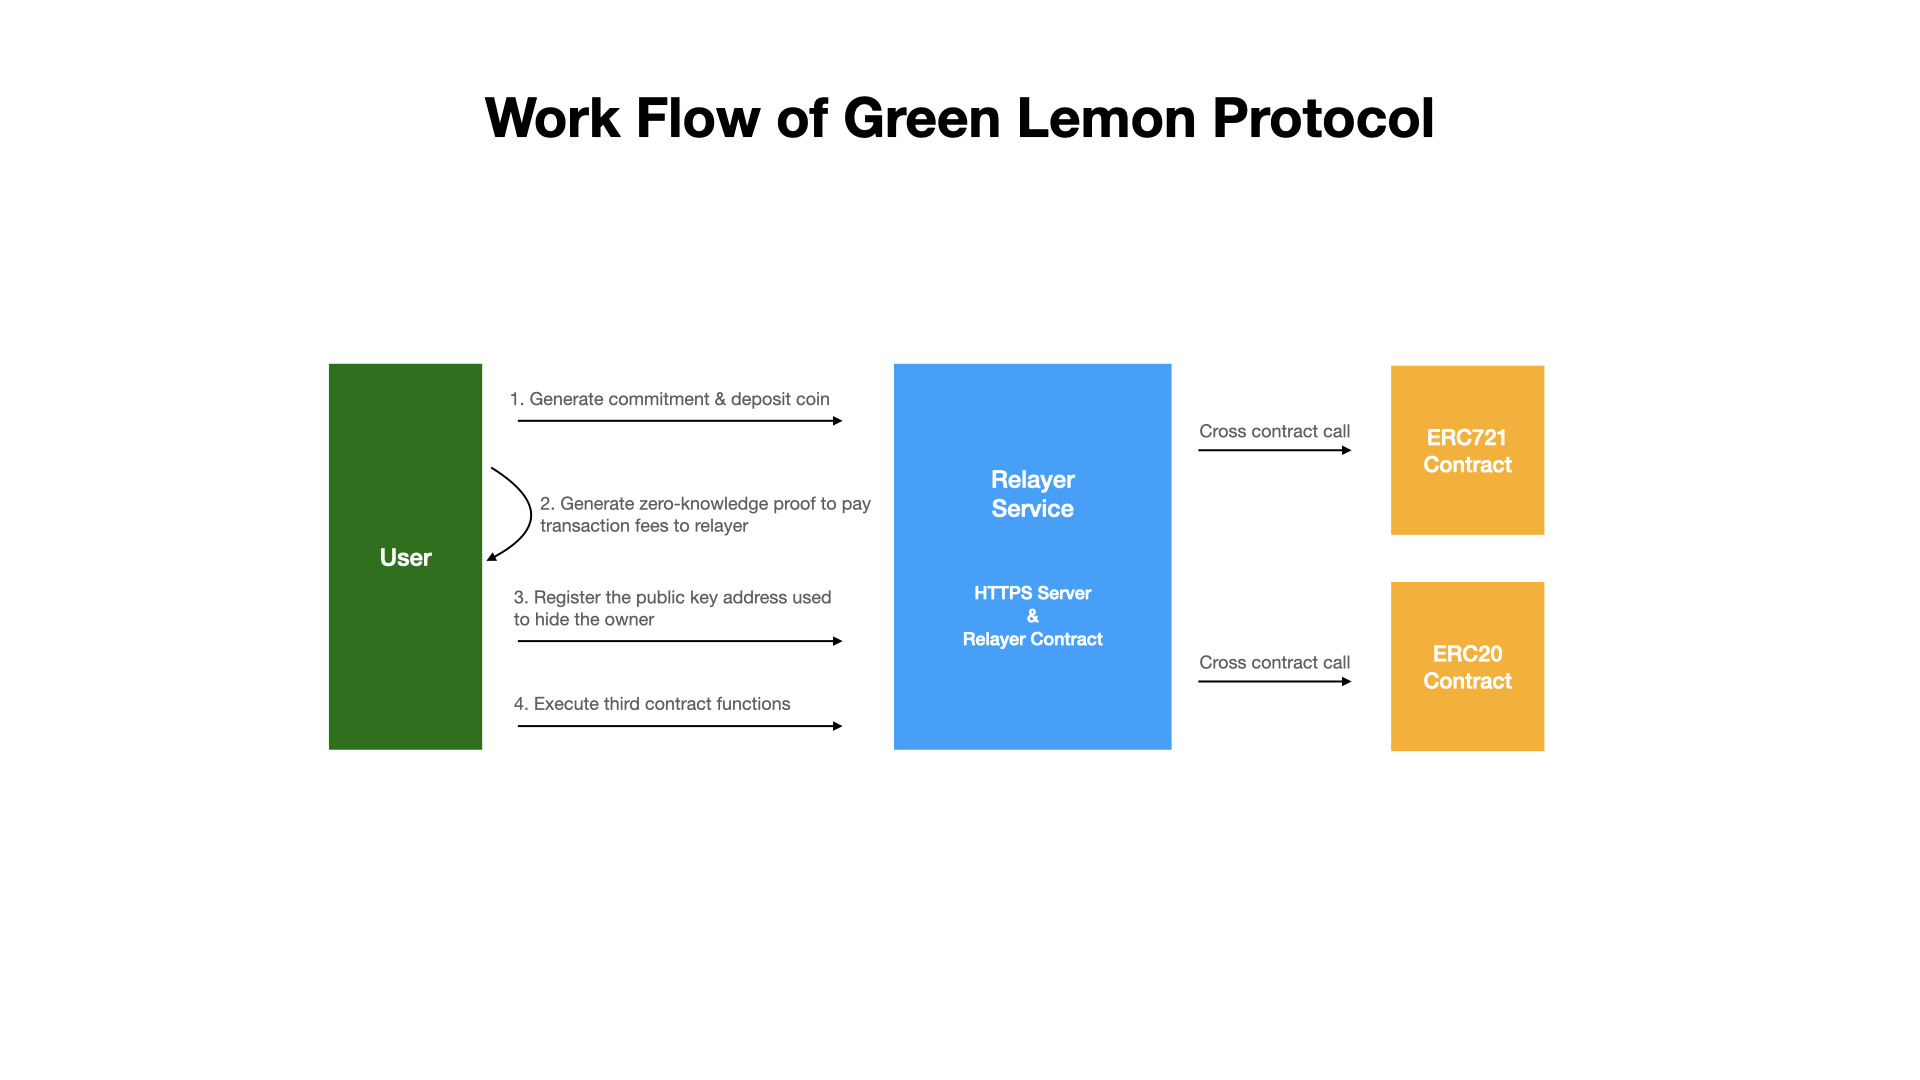 Work Flow of Green Lemon Protocol
User
1. Generate commitment & deposit coin
2. Generate zero-knowledge proof to pay
transaction fees to relayer
3. Register the public key address used
to hide the owner
4. Execute third contract functions
Relayer
Service
HTTPS Server
&
Relayer Contract
Cross contract call
ERC721
Contract
Cross contract call
ERC20
Contract